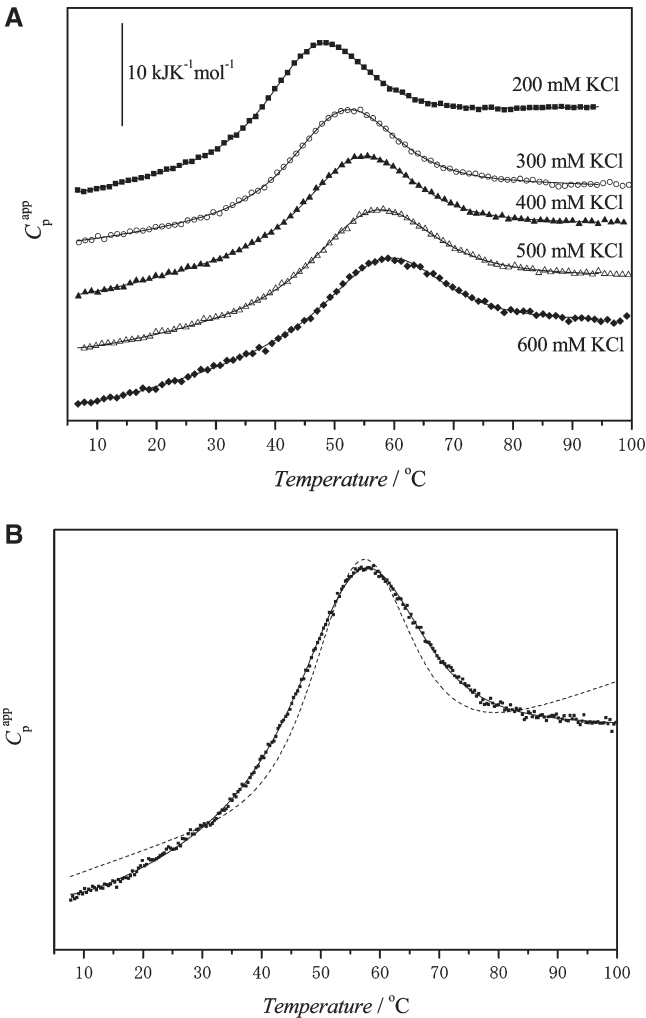 A
10 kJK⁻¹mol⁻¹
200 mM KCl
300 mM KCl
400 mM KCl
500 mM KCl
600 mM KCl
Cₚᵃᵖᵖ
10 20 30 40 50 60 70 80 90 100
Temperature / °C
B
Cₚᵃᵖᵖ
10 20 30 40 50 60 70 80 90 100
Temperature / °C